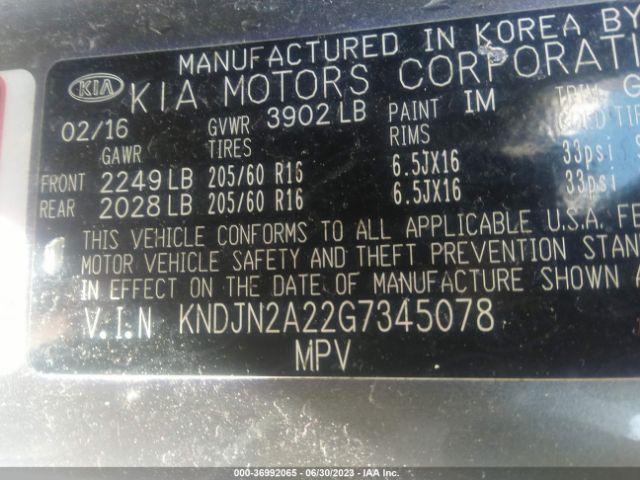 MANUFACTURED IN KOREA BY
KIA KIA MOTORS CORPORATI
02/16 GVWR 3902 LB PAINT IM
GAWR TIRES RIMS
FRONT 2249 LB 205/60 R16 6.5JX16 33psi
REAR 2028 LB 205/60 R16 6.5JX16 33psi
THIS VEHICLE CONFORMS TO ALL APPLICABLE U.S.A. FE
MOTOR VEHICLE SAFETY AND THEFT PREVENTION STAN
IN EFFECT ON THE DATE OF MANUFACTURE SHOWN
V.I.N KNDJN2A22G7345078
MPV
000-36992065 - 06/30/2023 - IAA Inc.